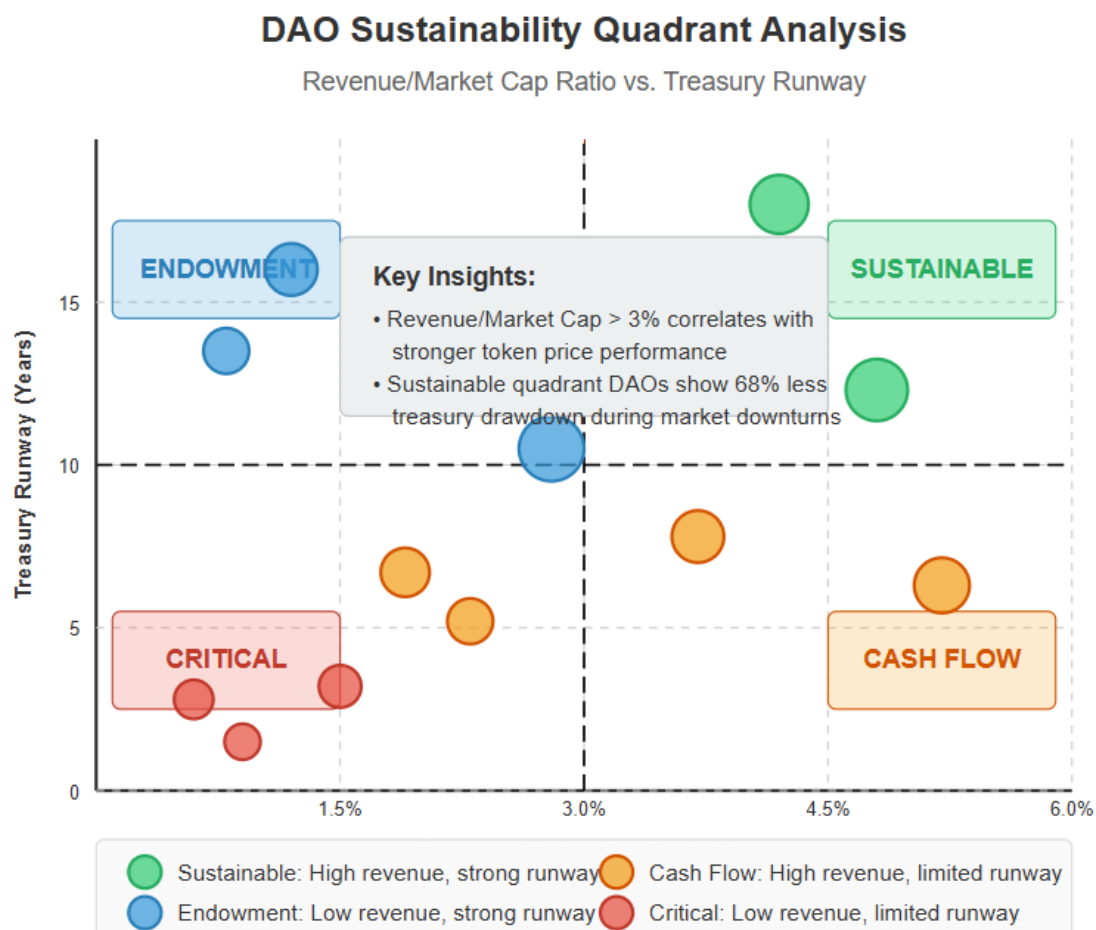 DAO Sustainability Quadrant Analysis
Revenue/Market Cap Ratio vs. Treasury Runway
ENDOWMENT
Key Insights:
• Revenue/Market Cap > 3% correlates with
stronger token price performance
• Sustainable quadrant DAOs show 68% less
treasury drawdown during market downturns
SUSTAINABLE
15
10
5
0
Treasury Runway (Years)
CRITICAL
CASH FLOW
1.5%
3.0%
4.5%
6.0%
Sustainable: High revenue, strong runway
Cash Flow: High revenue, limited runway
Endowment: Low revenue, strong runway
Critical: Low revenue, limited runway